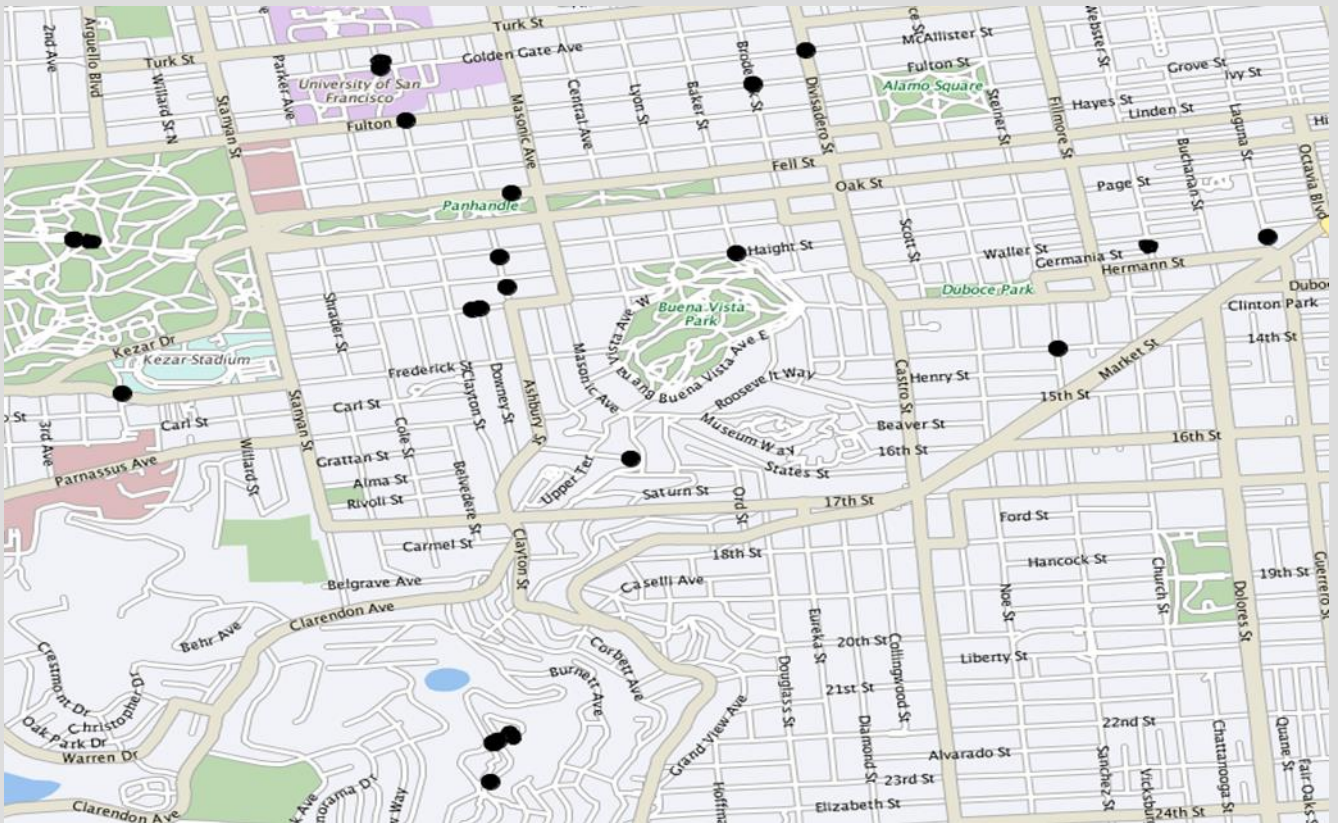 2nd Ave
Arguello Blvd
Turk St
Willard St N
Stanyan St
Parker Ave
University of San
Francisco
Fulton
Turk St
Golden Gate Ave
Masonic Ave
Central Ave
Lyon St
Baker St
Divisadero St
McAllister St
Fulton St
Alamo Square
Steiner St
Fillmore St
Webster St
Grove St
Ivy St
Hayes St
Linden St
Laguna St
Buchanan St
Octavia Blvd
Fell St
Oak St
Page St
Panhandle
Haight St
Scott St
Waller St
Germania St
Hermann St
Duboce Park
Clinton Park
14th St
Buena Vista
Park
Buena Vista Ave E
Shrader St
Kezar Dr
Kezar Stadium
Frederick
Clayton St
Downey St
Ashbury St
Masonic Ave
Roosevelt Way
Castro St
Henry St
Market St
15th St
Carl St
Carl St
3rd Ave
Parnassus Ave
Willard St
Stanyan St
Cole St
Grattan St
Alma St
Rivoli St
Belvedere St
Upper Ter
Museum Way
States St
Beaver St
16th St
16th St
Saturn St
Ord St
17th St
Ford St
Carmel St
Clayton St
18th St
Hancock St
Church St
19th St
Dolores St
Guerrero S
Belgrave Ave
Caselli Ave
Noe St
Clarendon Ave
Behr Ave
Eureka St
20th St
Collingwood St
Liberty St
Corbett Ave
Burnett Ave
Douglass St
21st St
Crestmont Dr
Christopher Dr
Oak Park Dr
Warren Dr
Grand View Ave
Diamond St
22nd St
Chattanooga St
Quane St
Alvarado St
Sanchez St
23rd St
Fair Oaks S
Clarendon Ave
Elizabeth St
24th St